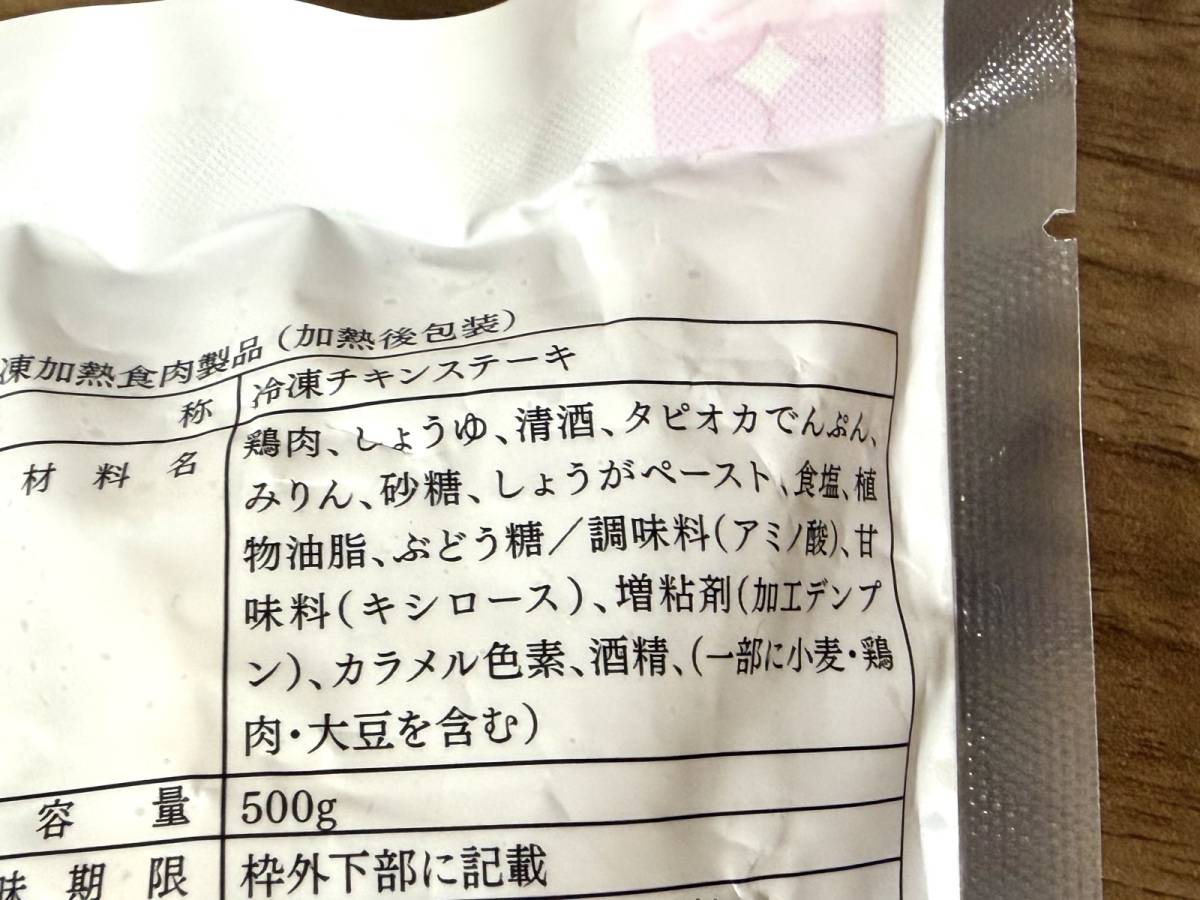 凍加熱食肉製品(加熱後包装)
称 冷凍チキンステーキ
材料名 鶏肉、しょうゆ、清酒、タピオカでんぷん、
みりん、砂糖、しょうがペースト、食塩、植
物油脂、ぶどう糖/調味料(アミノ酸)、甘
味料(キシロース)、増粘剤(加工デンプ
ン)、カラメル色素、酒精、(一部に小麦・鶏
肉・大豆を含む)
容量 500g
味期限 枠外下部に記載